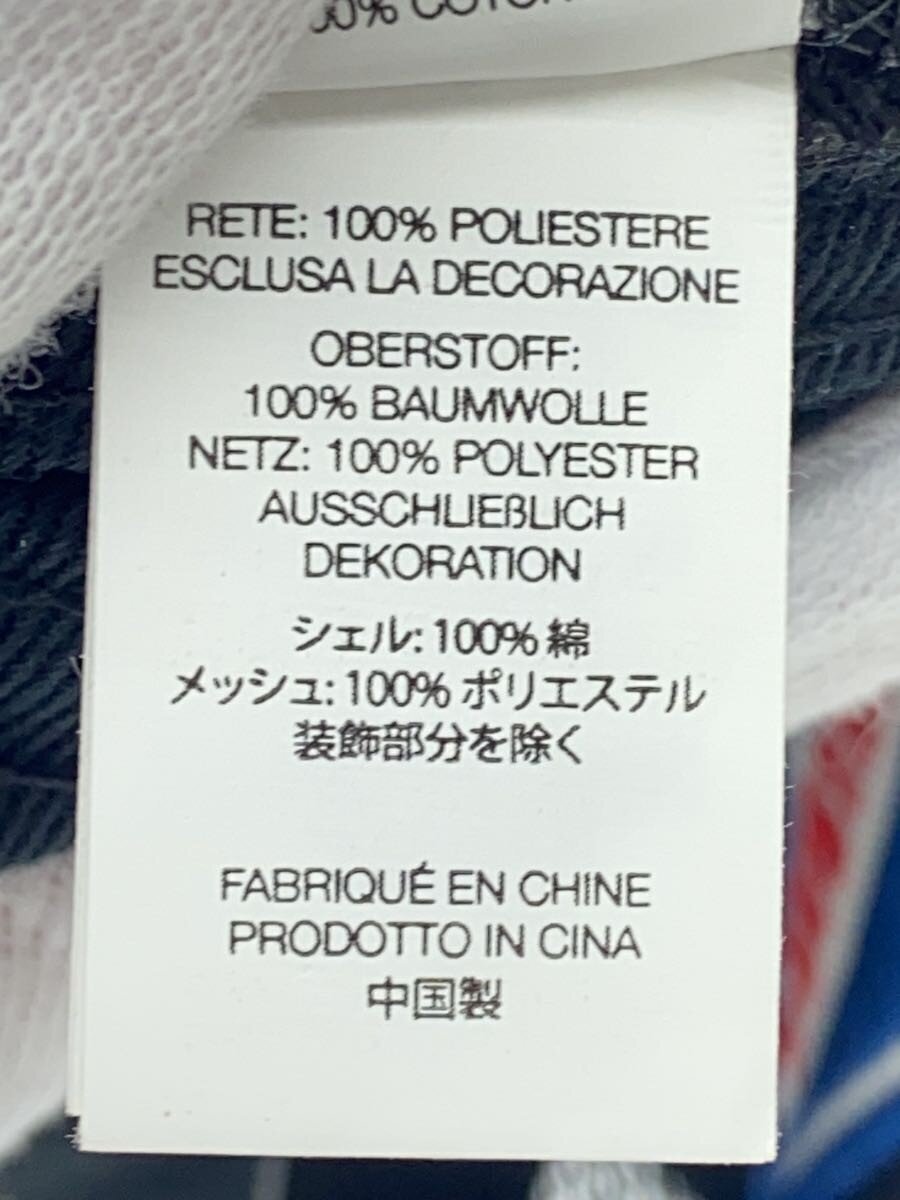 RETE: 100% POLIESTERE
ESCLUSA LA DECORAZIONE
OBERSTOFF:
100% BAUMWOLLE
NETZ: 100% POLYESTER
AUSSCHLIEßLICH
DEKORATION
シェル: 100% 綿
メッシュ: 100% ポリエステル
装飾部分を除く
FABRIQUÉ EN CHINE
PRODOTTO IN CINA
中国製